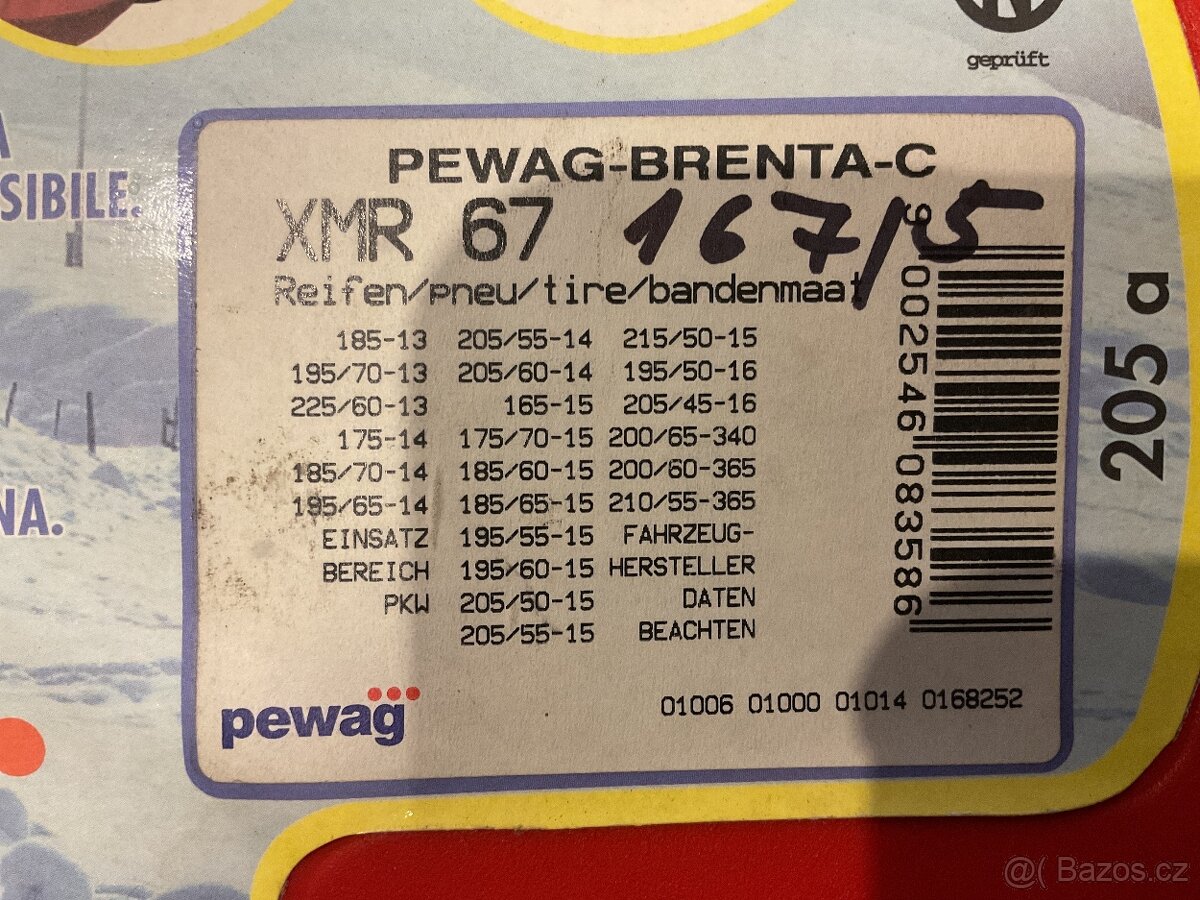 geprüft
A
SIBILE.
NA.
PEWAG-BRENTA-C
XMR 67 167/5
Reifen/pneu/tire/bandenmaat
185-13 205/55-14 215/50-15
195/70-13 205/60-14 195/50-16
225/60-13 165-15 205/45-16
175-14 175/70-15 200/65-340
185/70-14 185/60-15 200/60-365
195/65-14 185/65-15 210/55-365
EINSATZ 195/55-15 FAHRZEUG-
BEREICH 195/60-15 HERSTELLER
PKW 205/50-15 DATEN
205/55-15 BEACHTEN
9 002546 083586
205 a
pewag
01006 01000 01014 0168252
@( Bazos.cz